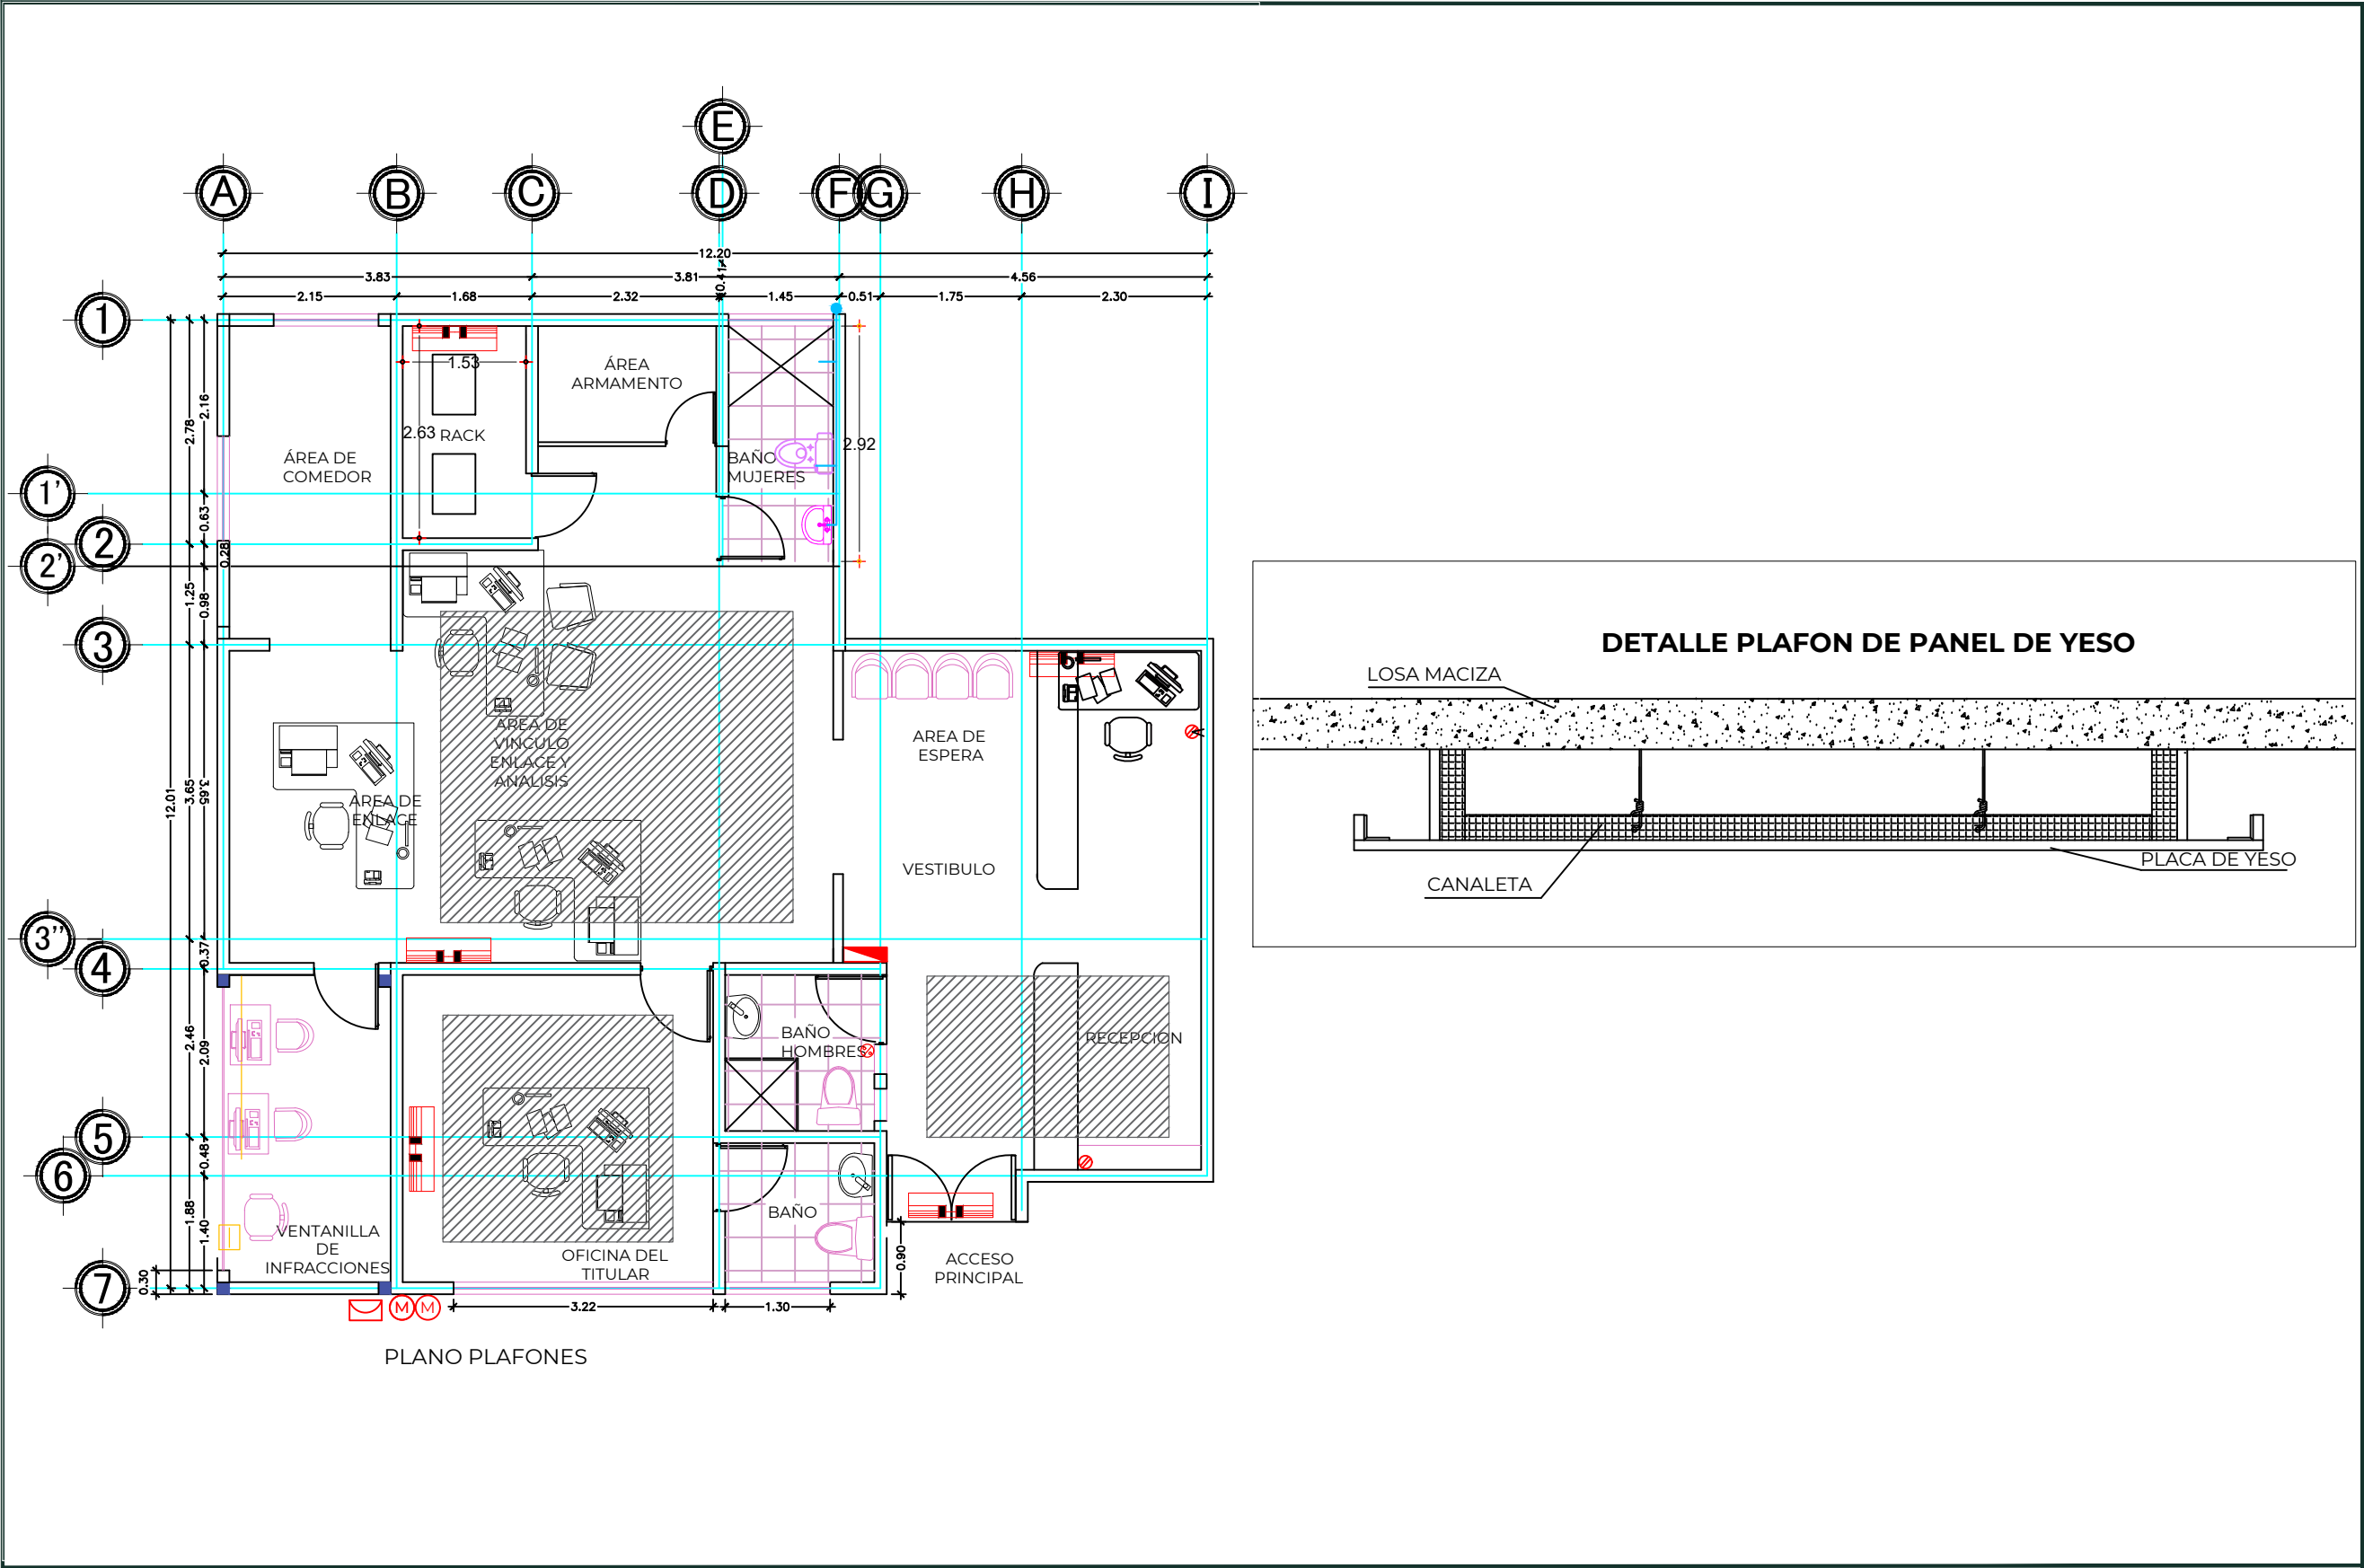 E
A
B
C
D
F
G
H
I
12.20
3.83
3.81
0.41
4.56
2.15
1.68
2.32
1.45
0.51
1.75
2.30
1
1'
2
2'
3
3''
4
5
6
7
12.01
2.78
1.25
3.65
2.46
1.88
2.16
0.63
0.98
3.65
0.37
2.09
0.48
1.40
0.30
0.28
1.53
2.63
RACK
ÁREA
ARMAMENTO
2.92
BAÑO
MUJERES
ÁREA DE
COMEDOR
AREA DE
VINCULO
ENLACE Y
ANALISIS
AREA DE
ENLACE
AREA DE
ESPERA
VESTIBULO
RECEPCION
BAÑO
HOMBRES
BAÑO
VENTANILLA
DE
INFRACCIONES
OFICINA DEL
TITULAR
ACCESO
PRINCIPAL
0.90
M
M
3.22
1.30
PLANO PLAFONES
DETALLE PLAFON DE PANEL DE YESO
LOSA MACIZA
PLACA DE YESO
CANALETA